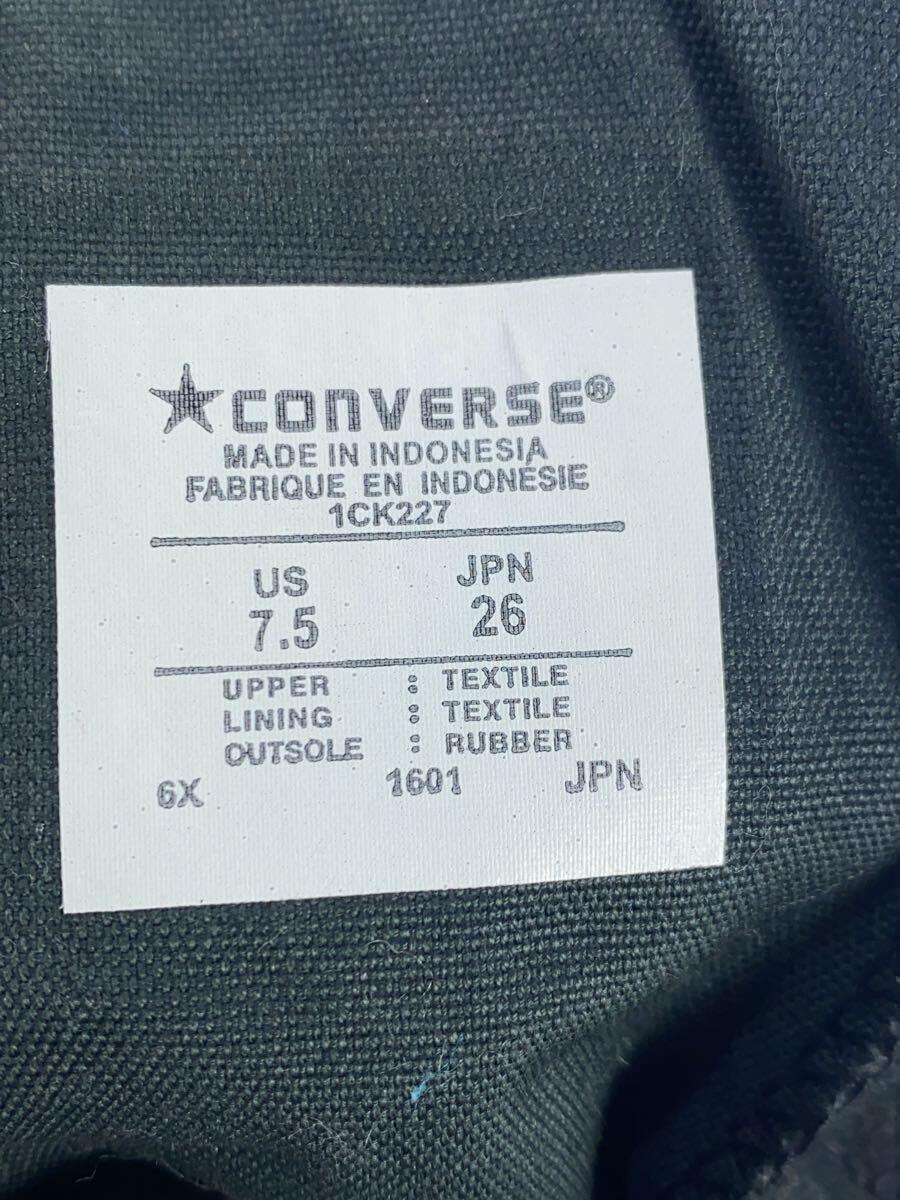 CONVERSE®
MADE IN INDONESIA
FABRIQUE EN INDONESIE
1CK227
US JPN
7.5 26
UPPER : TEXTILE
LINING : TEXTILE
OUTSOLE : RUBBER
6X 1601 JPN